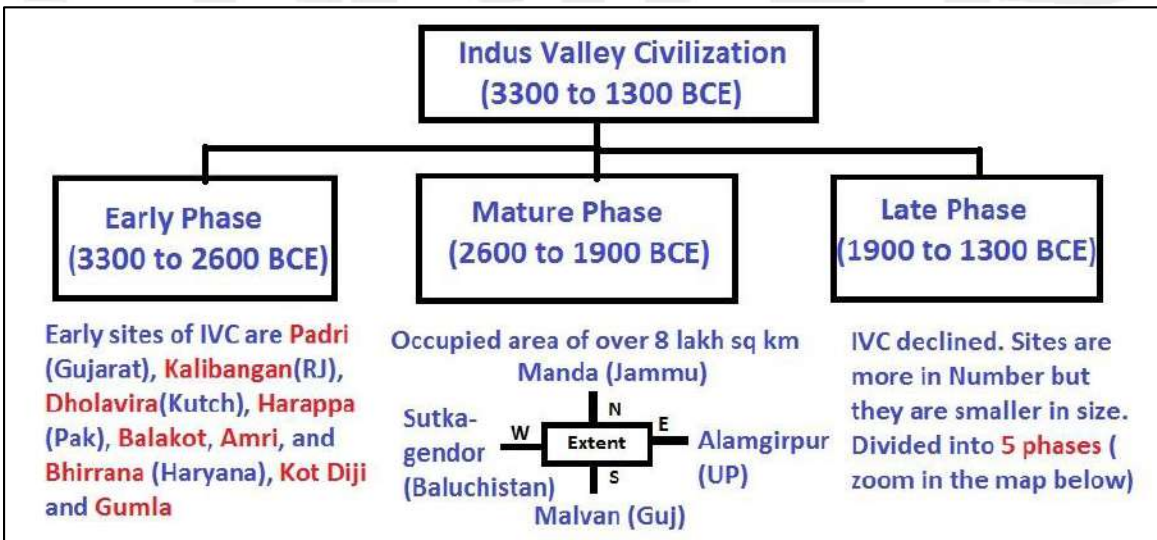 Indus Valley Civilization
(3300 to 1300 BCE)
Early Phase
(3300 to 2600 BCE)
Early sites of IVC are Padri
(Gujarat), Kalibangan(RJ),
Dholavira(Kutch), Harappa
(Pak), Balakot, Amri, and
Bhirrana (Haryana), Kot Diji
and Gumla
Mature Phase
(2600 to 1900 BCE)
Occupied area of over 8 lakh sq km
Manda (Jammu)
N
Sutka-
gendor
(Baluchistan)
W
Extent
E
Alamgirpur
(UP)
S
Malvan (Guj)
Late Phase
(1900 to 1300 BCE)
IVC declined. Sites are
more in Number but
they are smaller in size.
Divided into 5 phases (
zoom in the map below)